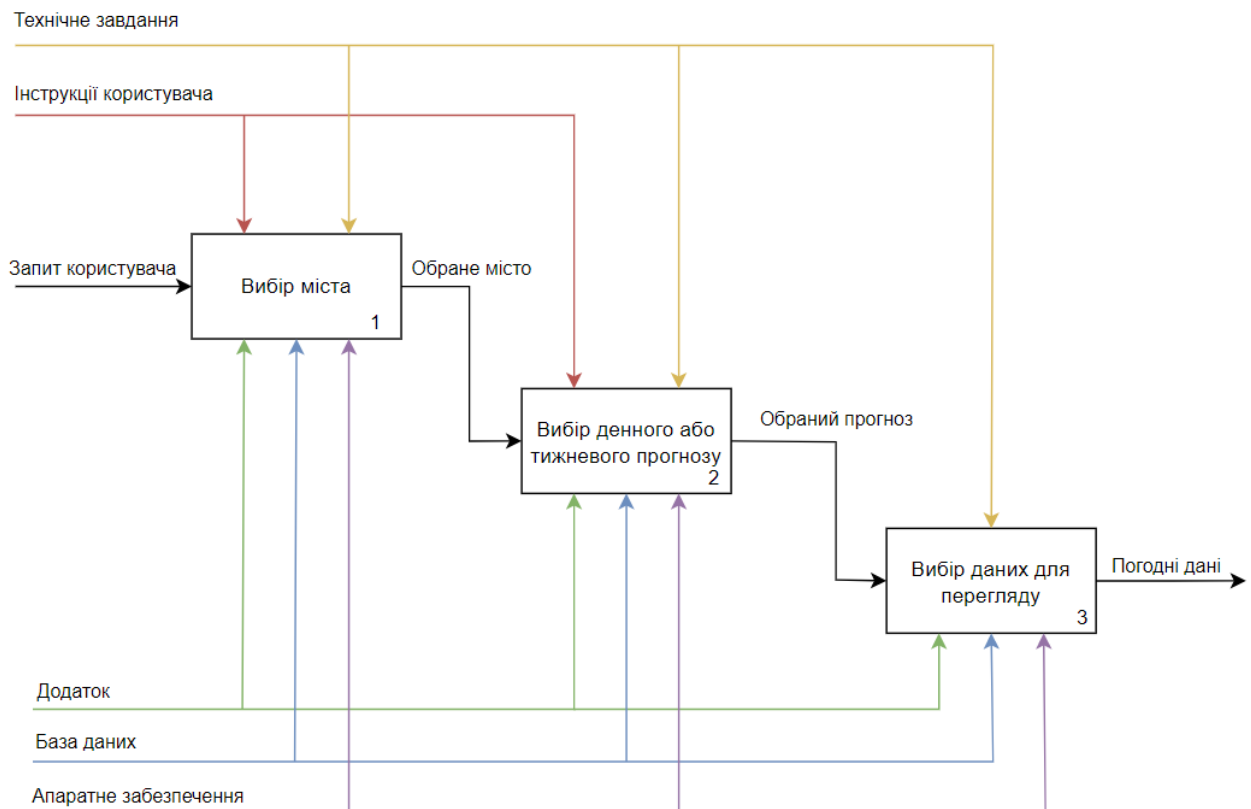 Технічне завдання
Інструкції користувача
Запит користувача
Вибір міста
1
Обране місто
Вибір денного або
тижневого прогнозу
2
Обраний прогноз
Вибір даних для
перегляду
3
Погодні дані
Додаток
База даних
Апаратне забезпечення